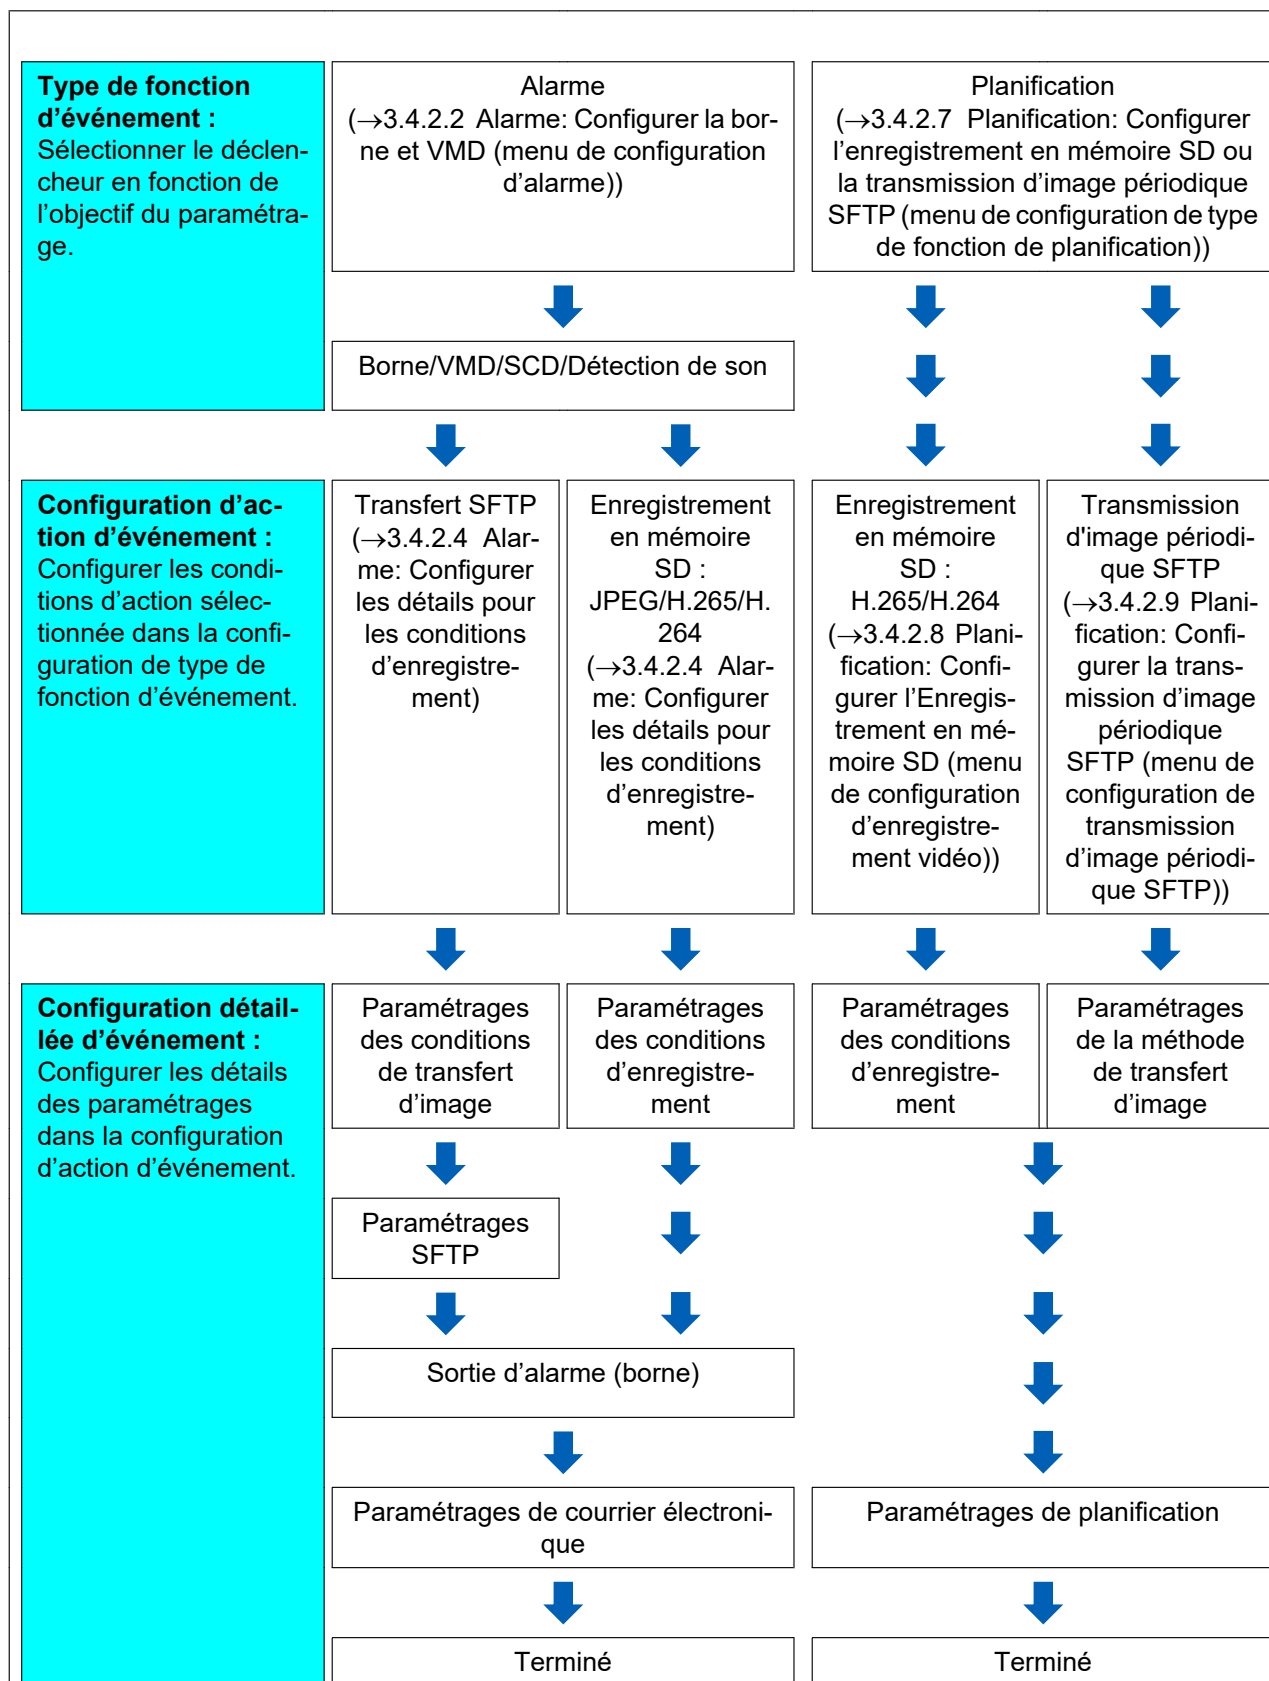 Type de fonction
d’événement :
Sélectionner le déclen-
cheur en fonction de
l’objectif du paramétra-
ge.
Alarme
(→3.4.2.2 Alarme: Configurer la bor-
ne et VMD (menu de configuration
d’alarme))
Planification
(→3.4.2.7 Planification: Configurer
l’enregistrement en mémoire SD ou
la transmission d’image périodique
SFTP (menu de configuration de type
de fonction de planification))
Borne/VMD/SCD/Détection de son
Configuration d’ac-
tion d’événement :
Configurer les condi-
tions d’action sélec-
tionnée dans la confi-
guration de type de
fonction d’événement.
Transfert SFTP
(→3.4.2.4 Alar-
me: Configurer
les détails pour
les conditions
d’enregistre-
ment)
Enregistrement
en mémoire
SD :
JPEG/H.265/H.
264
(→3.4.2.4 Alar-
me: Configurer
les détails pour
les conditions
d’enregistre-
ment)
Enregistrement
en mémoire
SD :
H.265/H.264
(→3.4.2.8 Plani-
fication: Confi-
gurer l’Enregis-
trement en mé-
moire SD (menu
de configuration
d’enregistre-
ment vidéo))
Transmission
d'image périodi-
que SFTP
(→3.4.2.9 Plani-
fication: Confi-
gurer la trans-
mission d’image
périodique
SFTP (menu de
configuration de
transmission
d’image périodi-
que SFTP))
Configuration détail-
lée d’événement :
Configurer les détails
des paramétrages
dans la configuration
d’action d’événement.
Paramétrages
des conditions
de transfert
d’image
Paramétrages
des conditions
d’enregistre-
ment
Paramétrages
des conditions
d’enregistre-
ment
Paramétrages
de la méthode
de transfert
d’image
Paramétrages
SFTP
Sortie d’alarme (borne)
Paramétrages de courrier électroni-
que
Paramétrages de planification
Terminé
Terminé